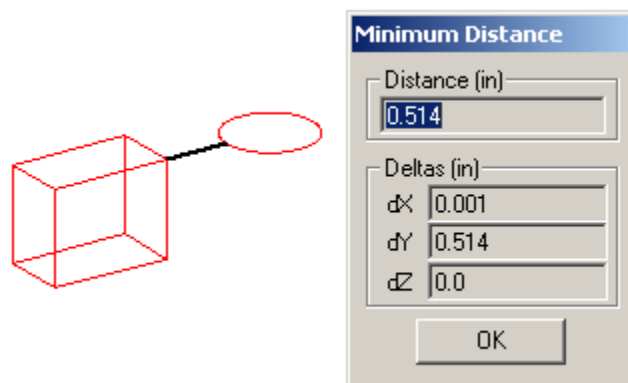 Minimum Distance
Distance (in)
0.514
Deltas (in)
dX 0.001
dY 0.514
dZ 0.0
OK